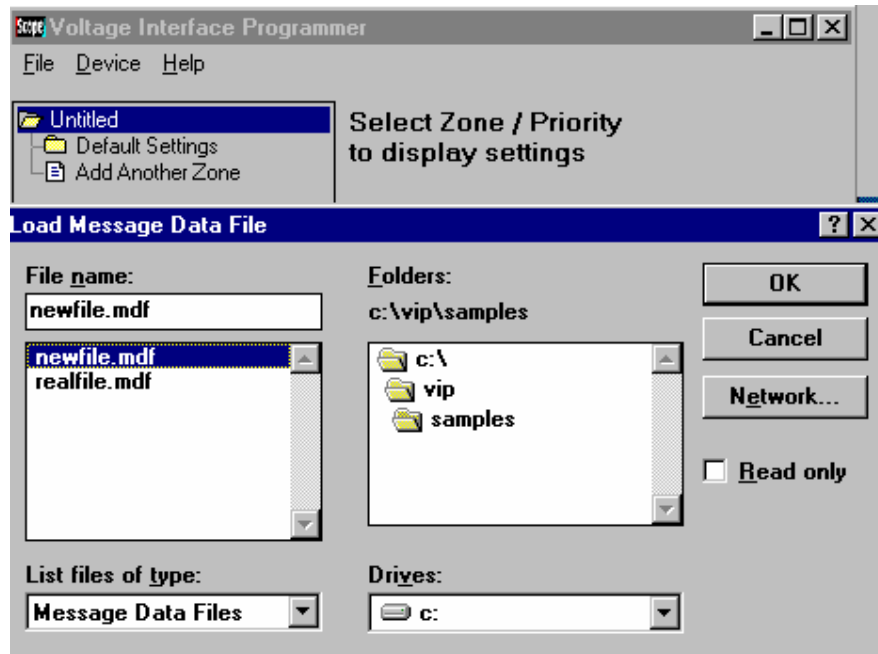 Scope Voltage Interface Programmer
File Device Help
Untitled
Default Settings
Add Another Zone
Select Zone / Priority
to display settings
Load Message Data File
File name:
newfile.mdf
newfile.mdf
realfile.mdf
List files of type:
Message Data Files
Folders:
c:\vip\samples
c:\
vip
samples
Drives:
c:
OK
Cancel
Network...
Read only